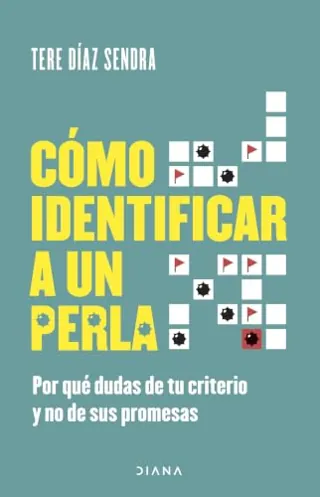 TERE DÍAZ SENDRA
CÓMO
IDENTIFICAR
A UN
PERLA
Por qué dudas de tu criterio
y no de sus promesas
DIANA